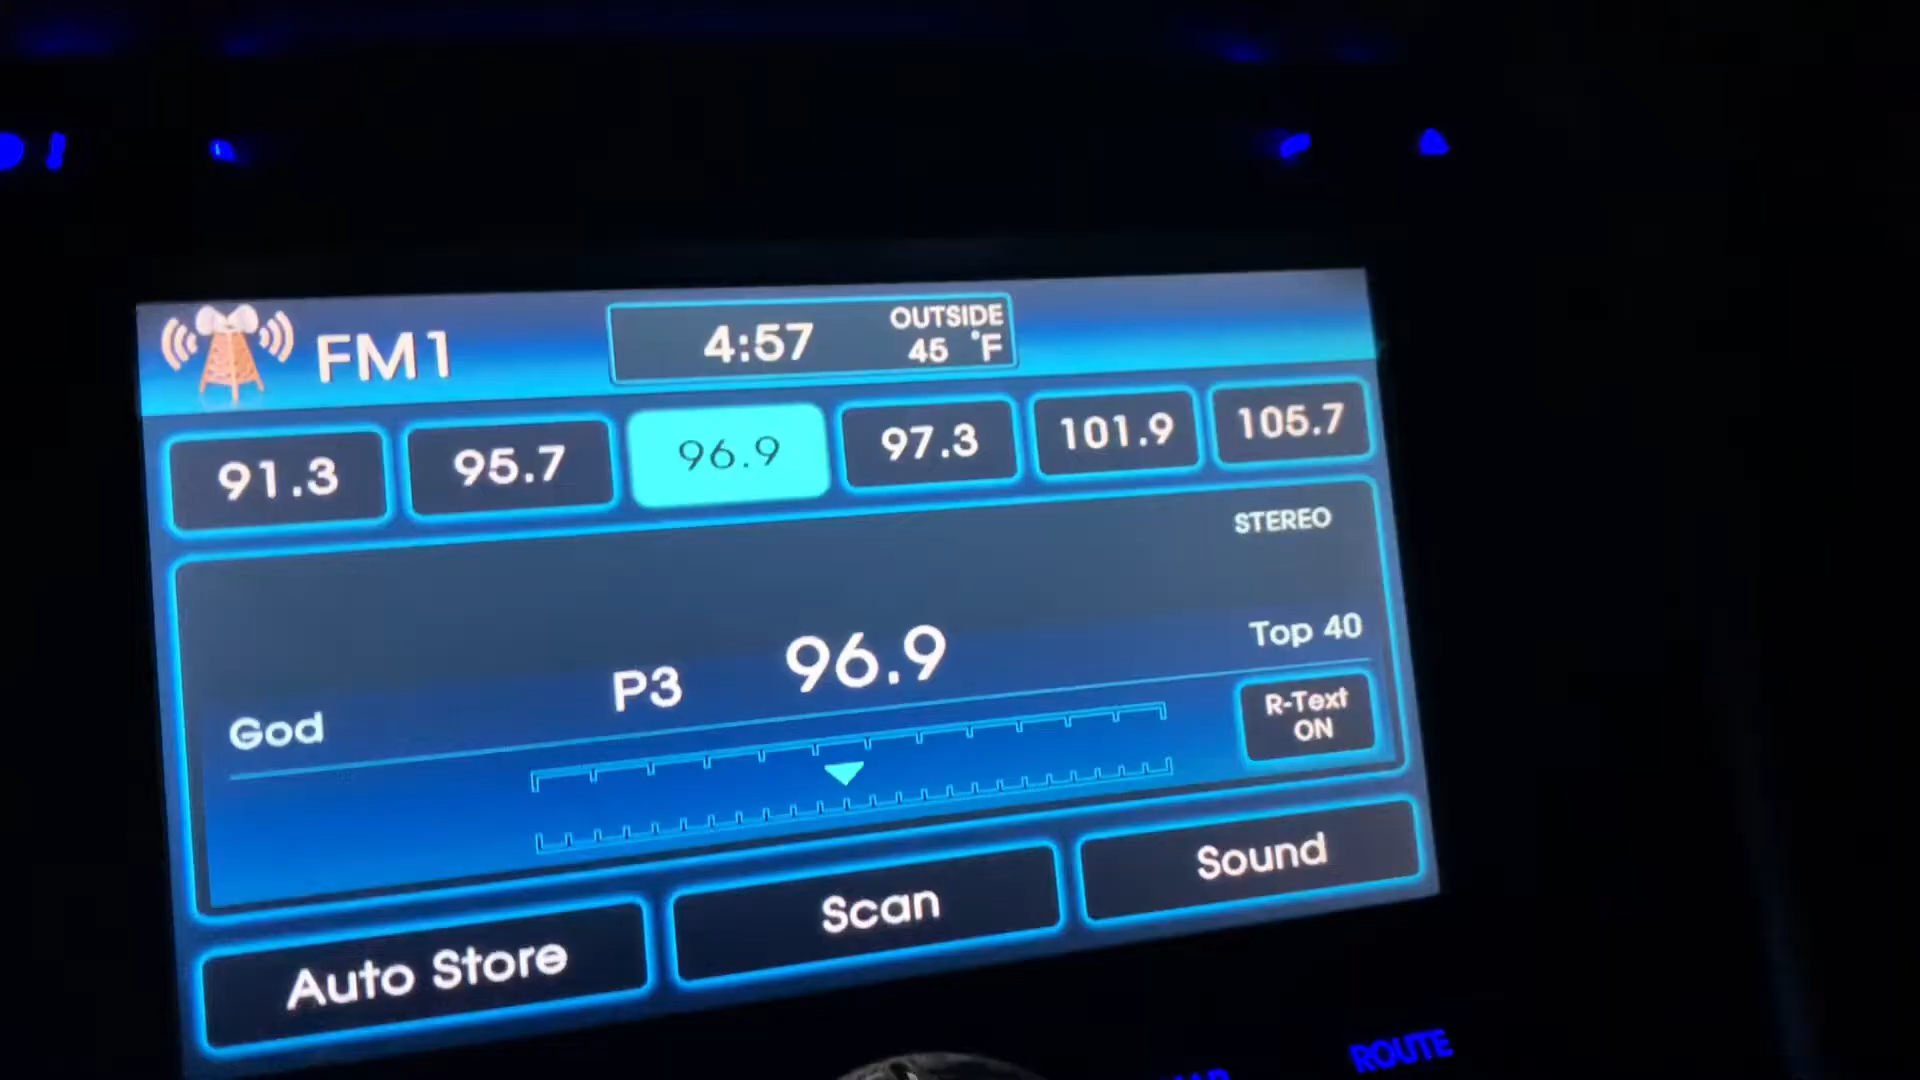 FM1
4:57
OUTSIDE
45 °F
91.3
95.7
96.9
97.3
101.9
105.7
STEREO
Top 40
P3
96.9
God
R-Text
ON
Auto Store
Scan
Sound
ROUTE